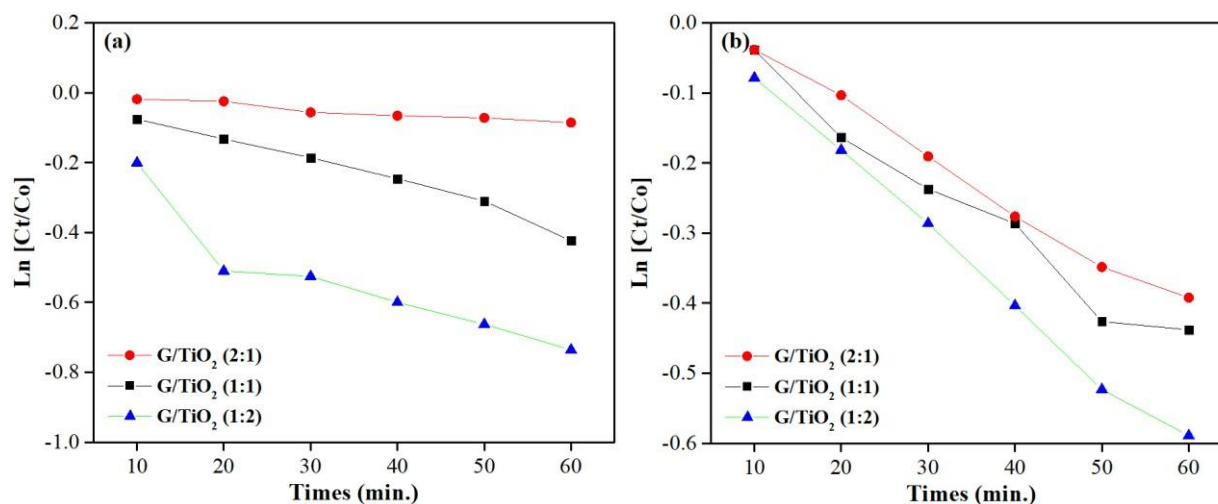 (a)
Ln [Ct/Co]
0.2
0.0
-0.2
-0.4
-0.6
-0.8
-1.0
G/TiO₂ (2:1)
G/TiO₂ (1:1)
G/TiO₂ (1:2)
10 20 30 40 50 60
Times (min.)
(b)
Ln [Ct/Co]
0.0
-0.1
-0.2
-0.3
-0.4
-0.5
-0.6
G/TiO₂ (2:1)
G/TiO₂ (1:1)
G/TiO₂ (1:2)
10 20 30 40 50 60
Times (min.)